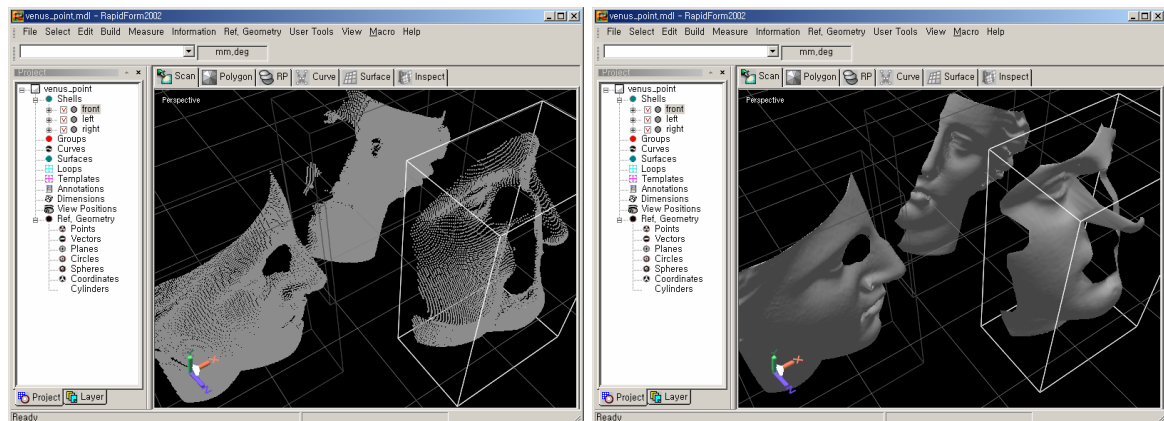 venus_point.mdl - RapidForm2002
File Select Edit Build Measure Information Ref, Geometry User Tools View Macro Help
mm,deg
Project
Scan Polygon RP Curve Surface Inspect
venus_point
Shells
front
left
right
Groups
Curves
Surfaces
Loops
Templates
Annotations
Dimensions
View Positions
Ref, Geometry
Points
Vectors
Planes
Circles
Spheres
Coordinates
Cylinders
Perspective
X
Y
Z
Project Layer
Ready
venus_point.mdl - RapidForm2002
File Select Edit Build Measure Information Ref, Geometry User Tools View Macro Help
mm,deg
Project
Scan Polygon RP Curve Surface Inspect
venus_point
Shells
front
left
right
Groups
Curves
Surfaces
Loops
Templates
Annotations
Dimensions
View Positions
Ref, Geometry
Points
Vectors
Planes
Circles
Spheres
Coordinates
Cylinders
Perspective
X
Y
Z
Project Layer
Ready